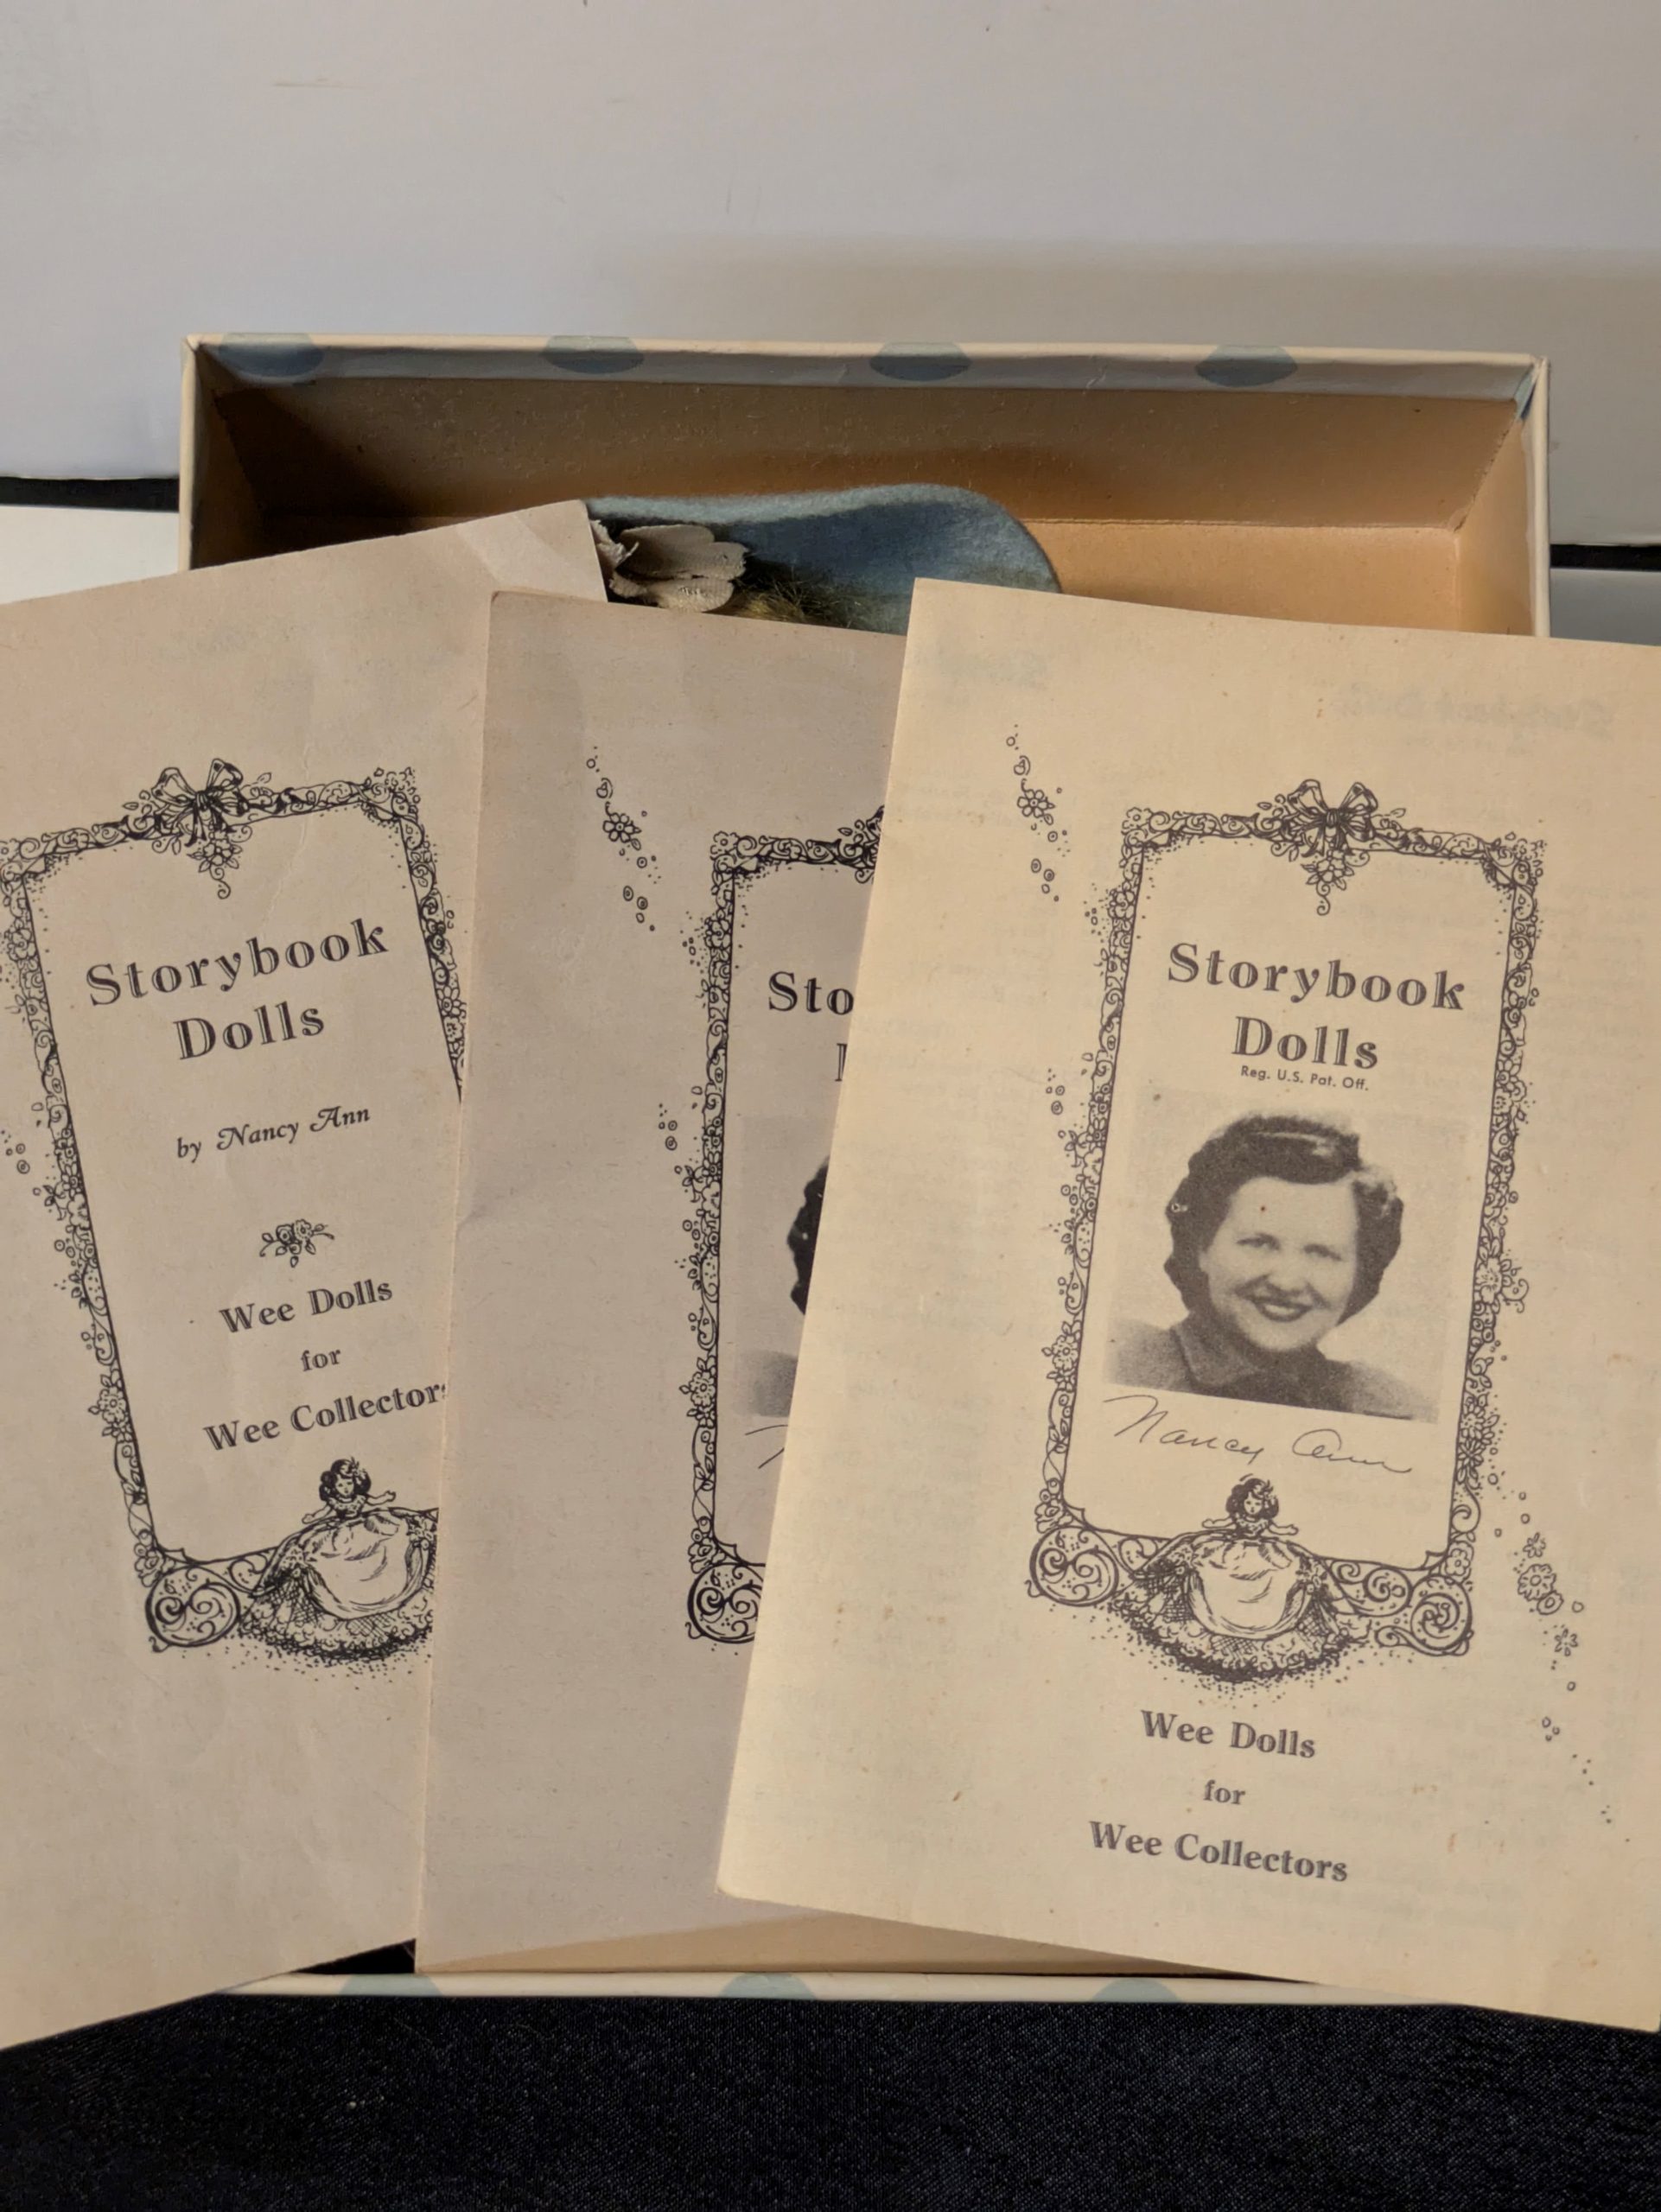 Storybook
Dolls
by Nancy Ann
Wee Dolls
for
Wee Collectors
Sto
Storybook
Dolls
Reg. U.S. Pat. Off.
Nancy Ann
Wee Dolls
for
Wee Collectors